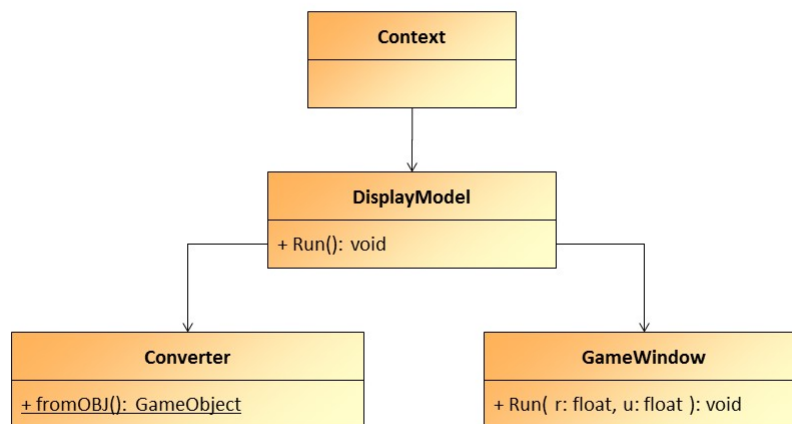 Context
DisplayModel
+ Run(): void
Converter
+ fromOBJ(): GameObject
GameWindow
+ Run( r: float, u: float ): void